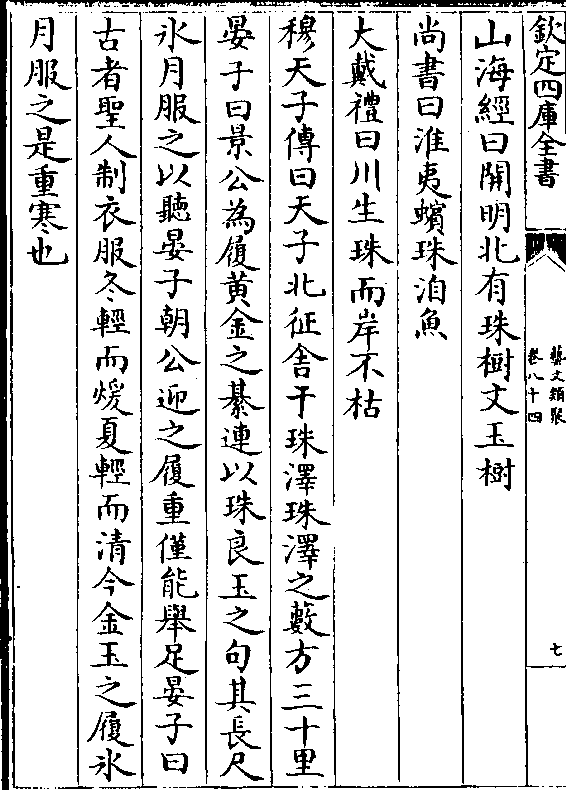 欽定四庫全書
藝文類聚
卷八十四
七
山海經曰開明北有珠樹文玉樹
尚書曰淮夷蠙珠洎魚
大戴禮曰川生珠而岸不枯
穆天子傳曰天子北征舍于珠澤珠澤之藪方三十里
晏子曰景公為履黃金之綦連以珠良玉之句其長尺
氷月服之以聽晏子朝公迎之履重僅能舉足晏子曰
古者聖人制衣服冬輕而煖夏輕而清今金玉之履氷
月服之是重寒也